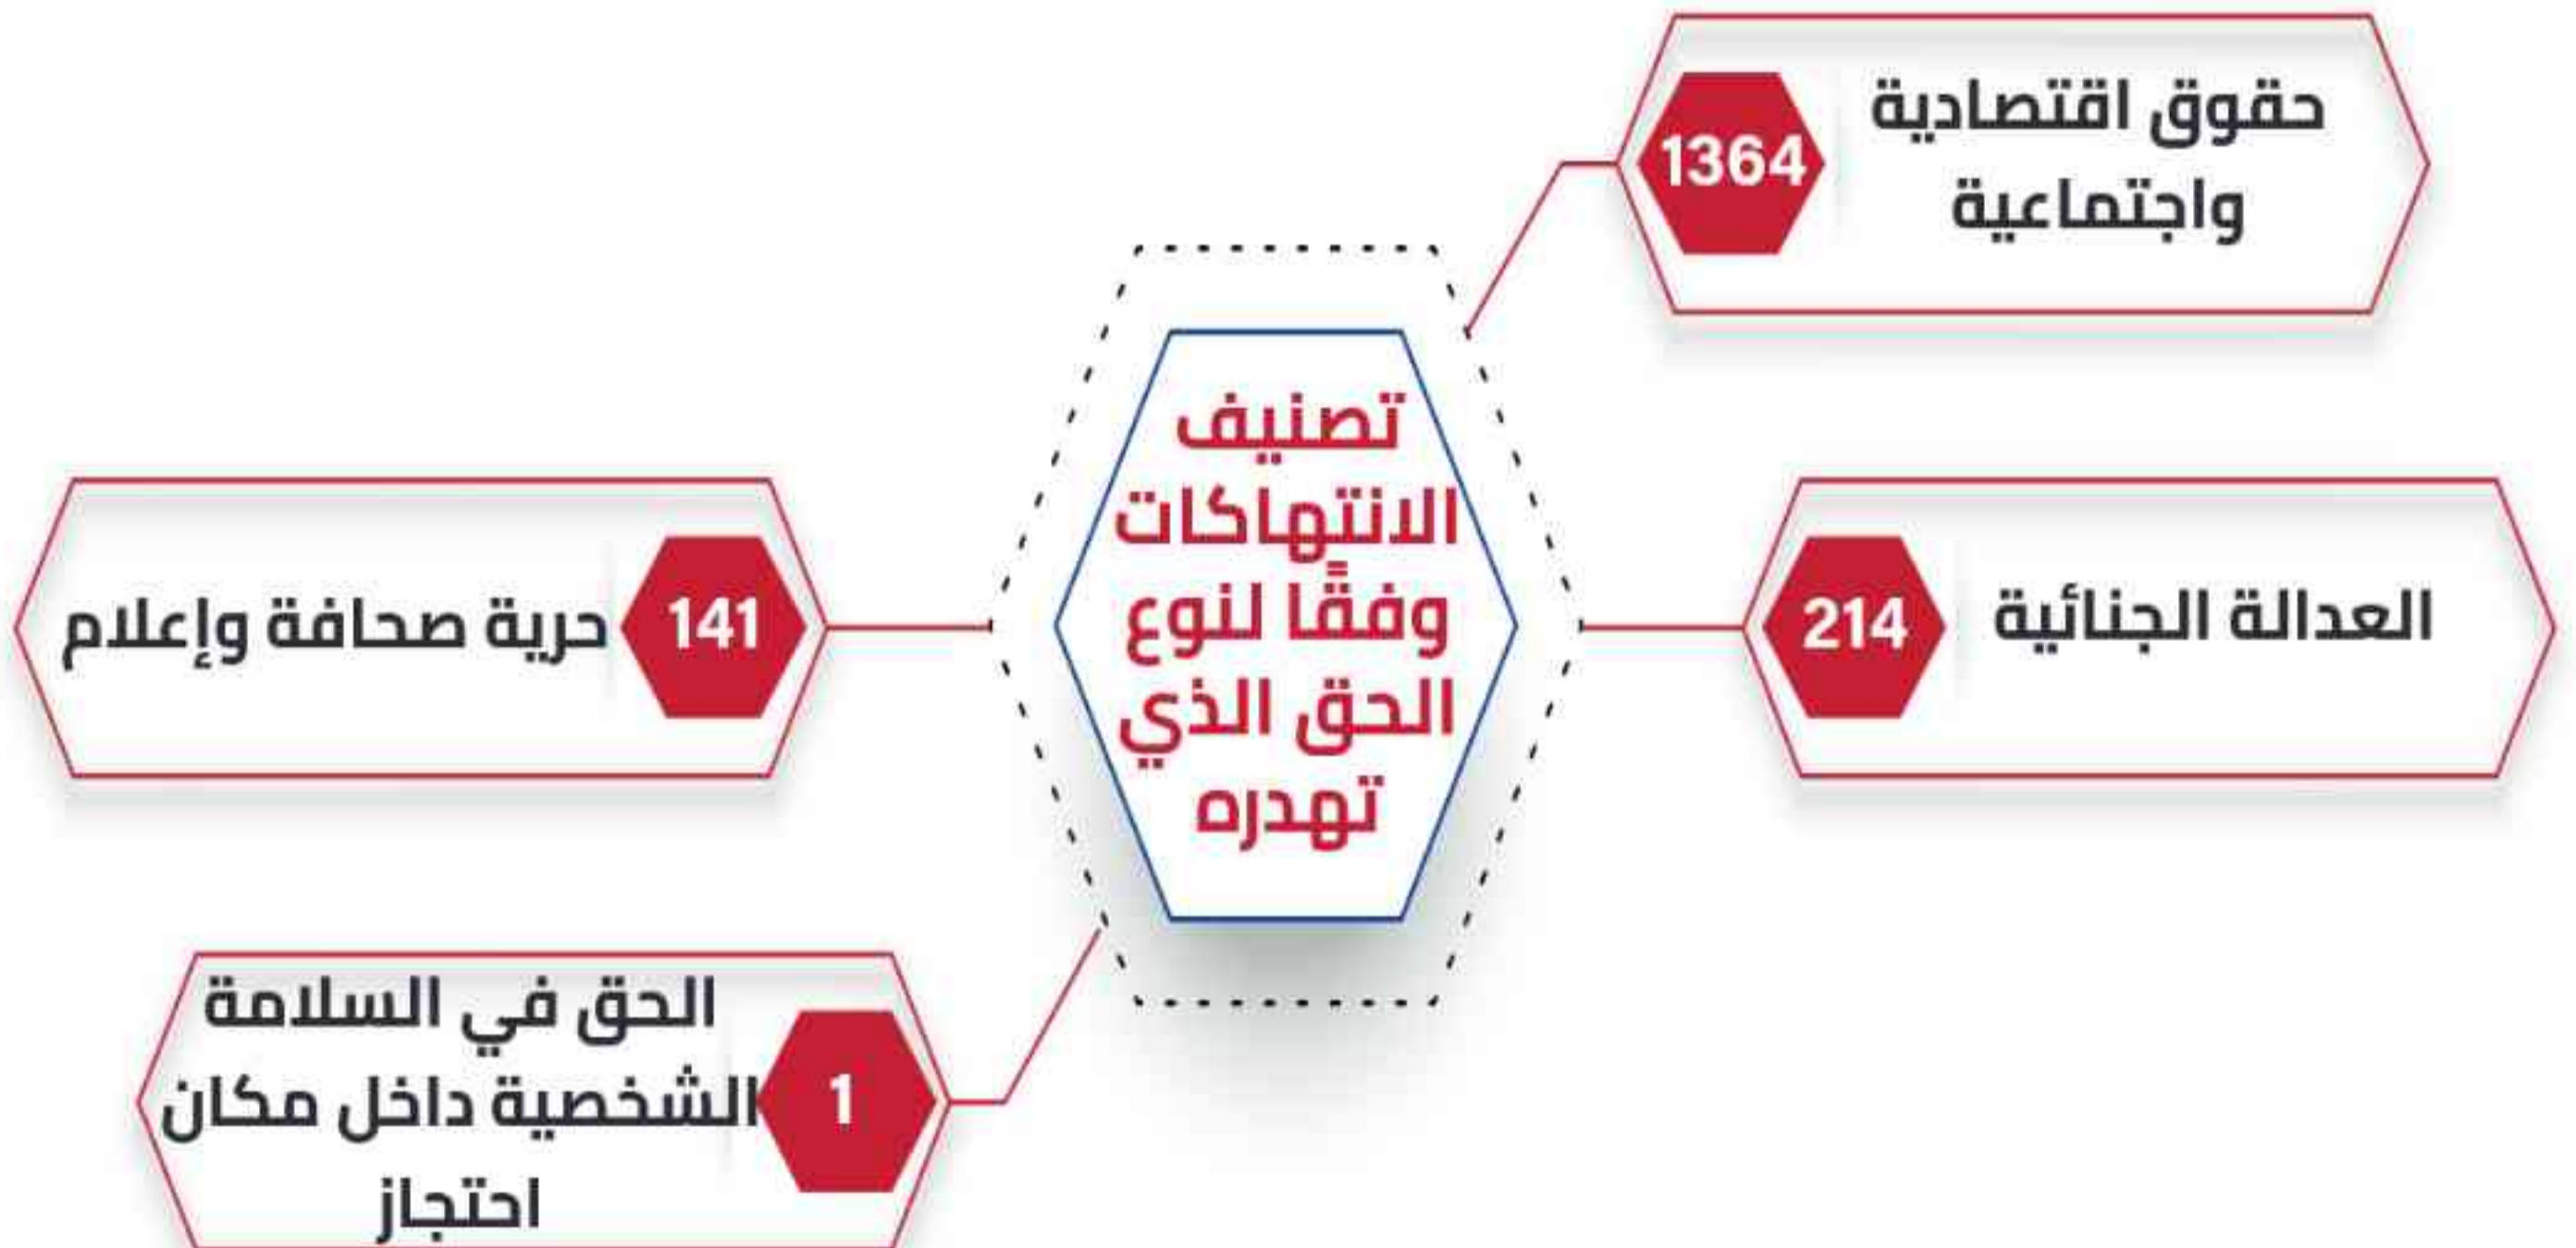 تصنيف
الانتهاكات
وفقًا لنوع
الحق الذي
تهدره
حقوق اقتصادية
واجتماعية
1364
العدالة الجنائية
214
141
حرية صحافة وإعلام
1
الحق في السلامة
الشخصية داخل مكان
احتجاز